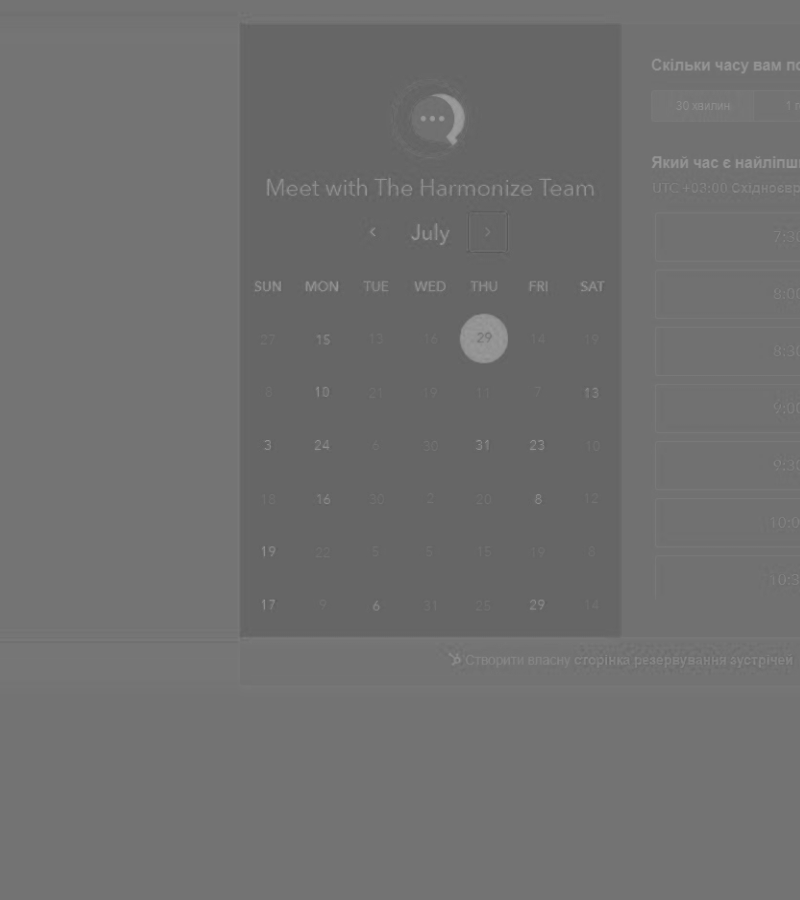 Meet with The Harmonize Team
July
SUN MON TUE WED THU FRI SAT
27 15 13 16 29 14 19
8 10 21 19 11 7 13
3 24 6 30 31 23 10
18 16 30 2 20 8 12
19 22 5 5 15 19 6
17 9 6 31 25 29 14
Скільки часу вам по
30 хвилин 1 г
Який час є найліпш
UTC +03:00 Східноєвр
7:30
8:00
8:30
9:00
9:30
10:0
10:3
Створити власну сторінка резервування зустрічей